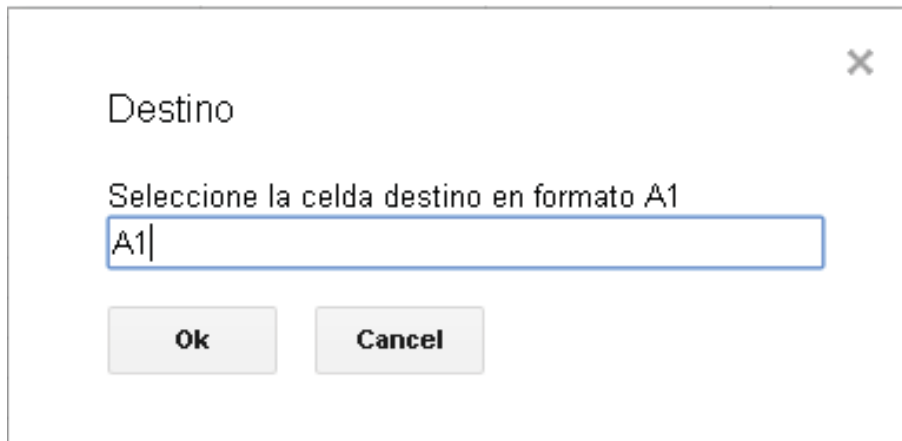 Destino
Seleccione la celda destino en formato A1
A1
Ok Cancel